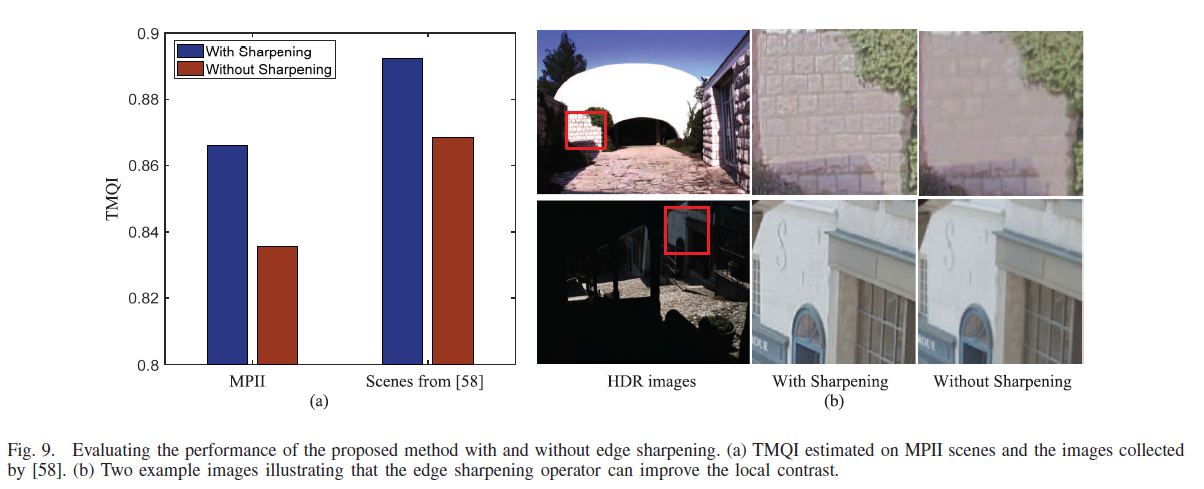 0.9
0.88
0.86
0.84
0.82
0.8
TMQI
With Sharpening
Without Sharpening
MPII
Scenes from [58]
(a)
HDR images
With Sharpening
Without Sharpening
(b)
Fig. 9. Evaluating the performance of the proposed method with and without edge sharpening. (a) TMQI estimated on MPII scenes and the images collected
by [58]. (b) Two example images illustrating that the edge sharpening operator can improve the local contrast.